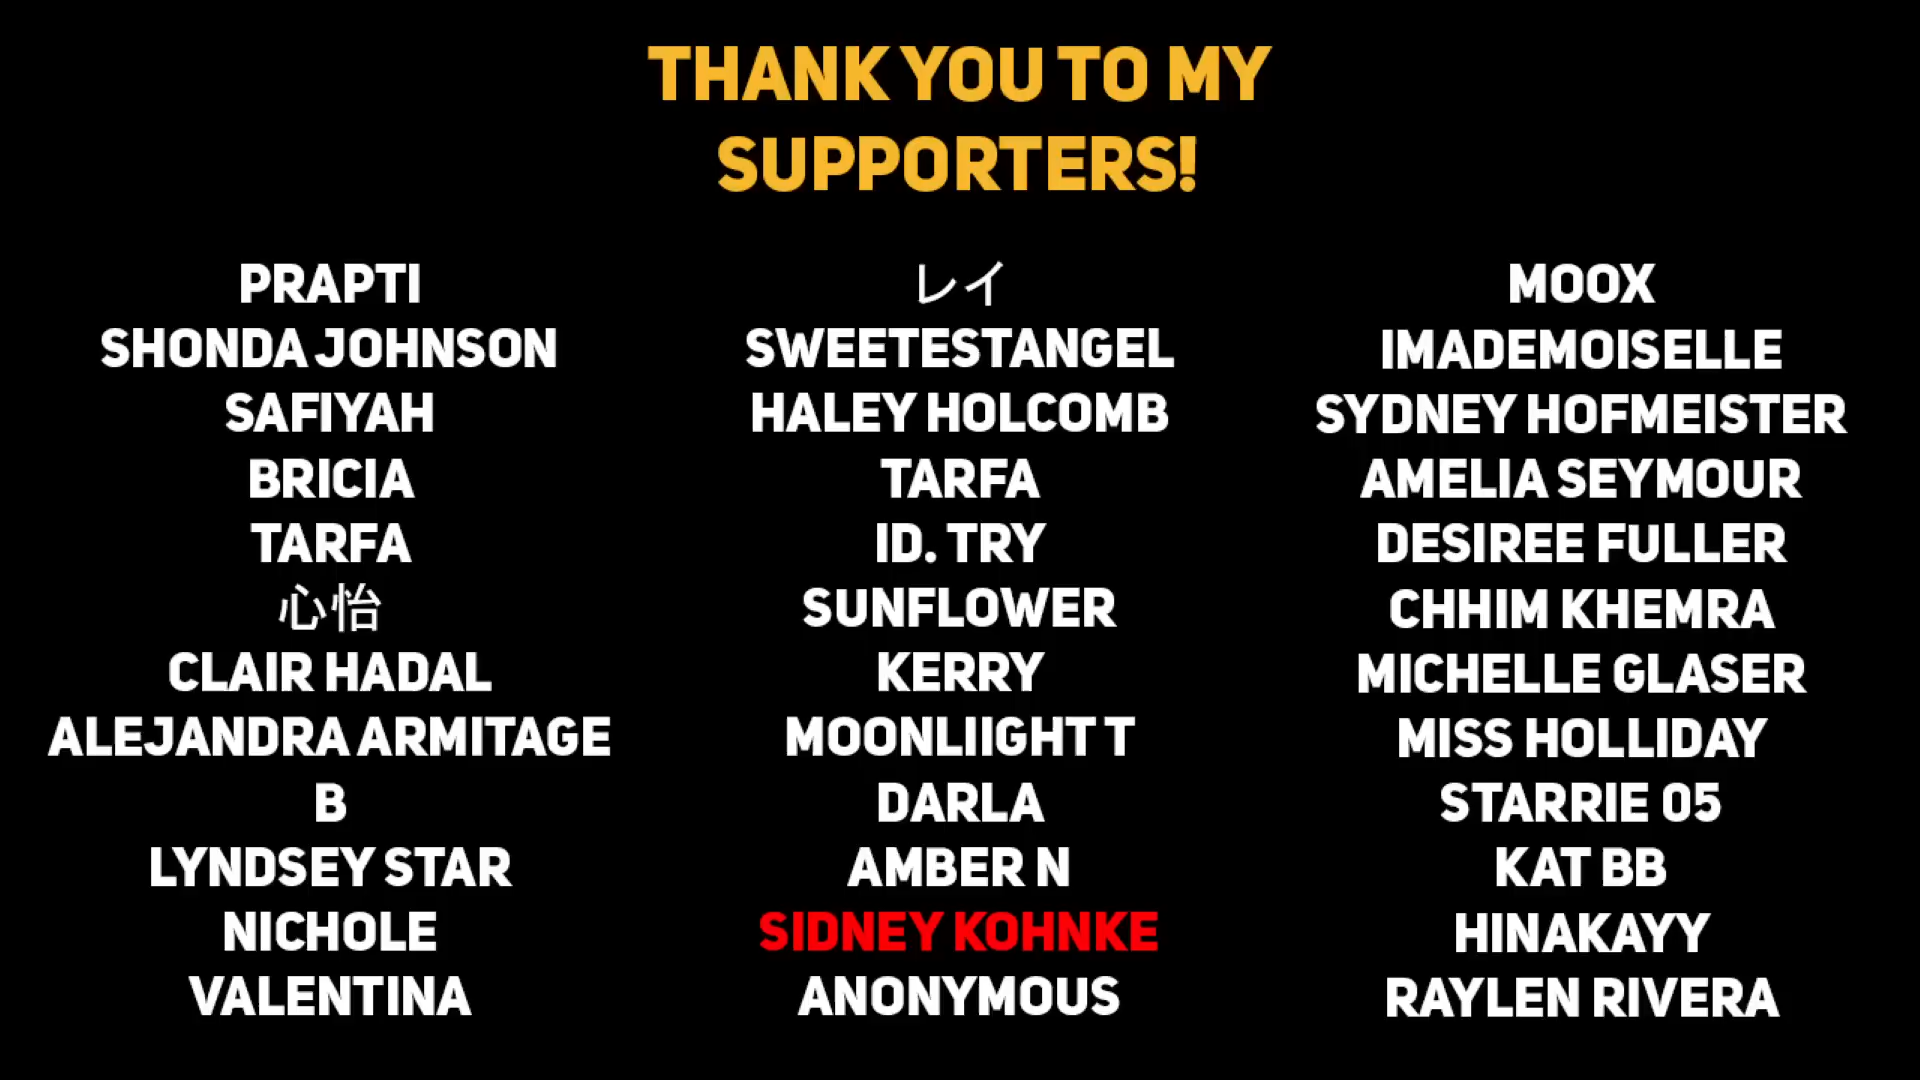 THANK YOU TO MY
SUPPORTERS!
PRAPTI
SHONDA JOHNSON
SAFIYAH
BRICIA
TARFA
心怡
CLAIR HADAL
ALEJANDRA ARMITAGE
B
LYNDSEY STAR
NICHOLE
VALENTINA
レイ
SWEETESTANGEL
HALEY HOLCOMB
TARFA
ID. TRY
SUNFLOWER
KERRY
MOONLIIGHT T
DARLA
AMBER N
SIDNEY KOHNKE
ANONYMOUS
MOOX
IMADEMOISELLE
SYDNEY HOFMEISTER
AMELIA SEYMOUR
DESIREE FULLER
CHHIM KHEMRA
MICHELLE GLASER
MISS HOLLIDAY
STARRIE 05
KAT BB
HINAKAYY
RAYLEN RIVERA